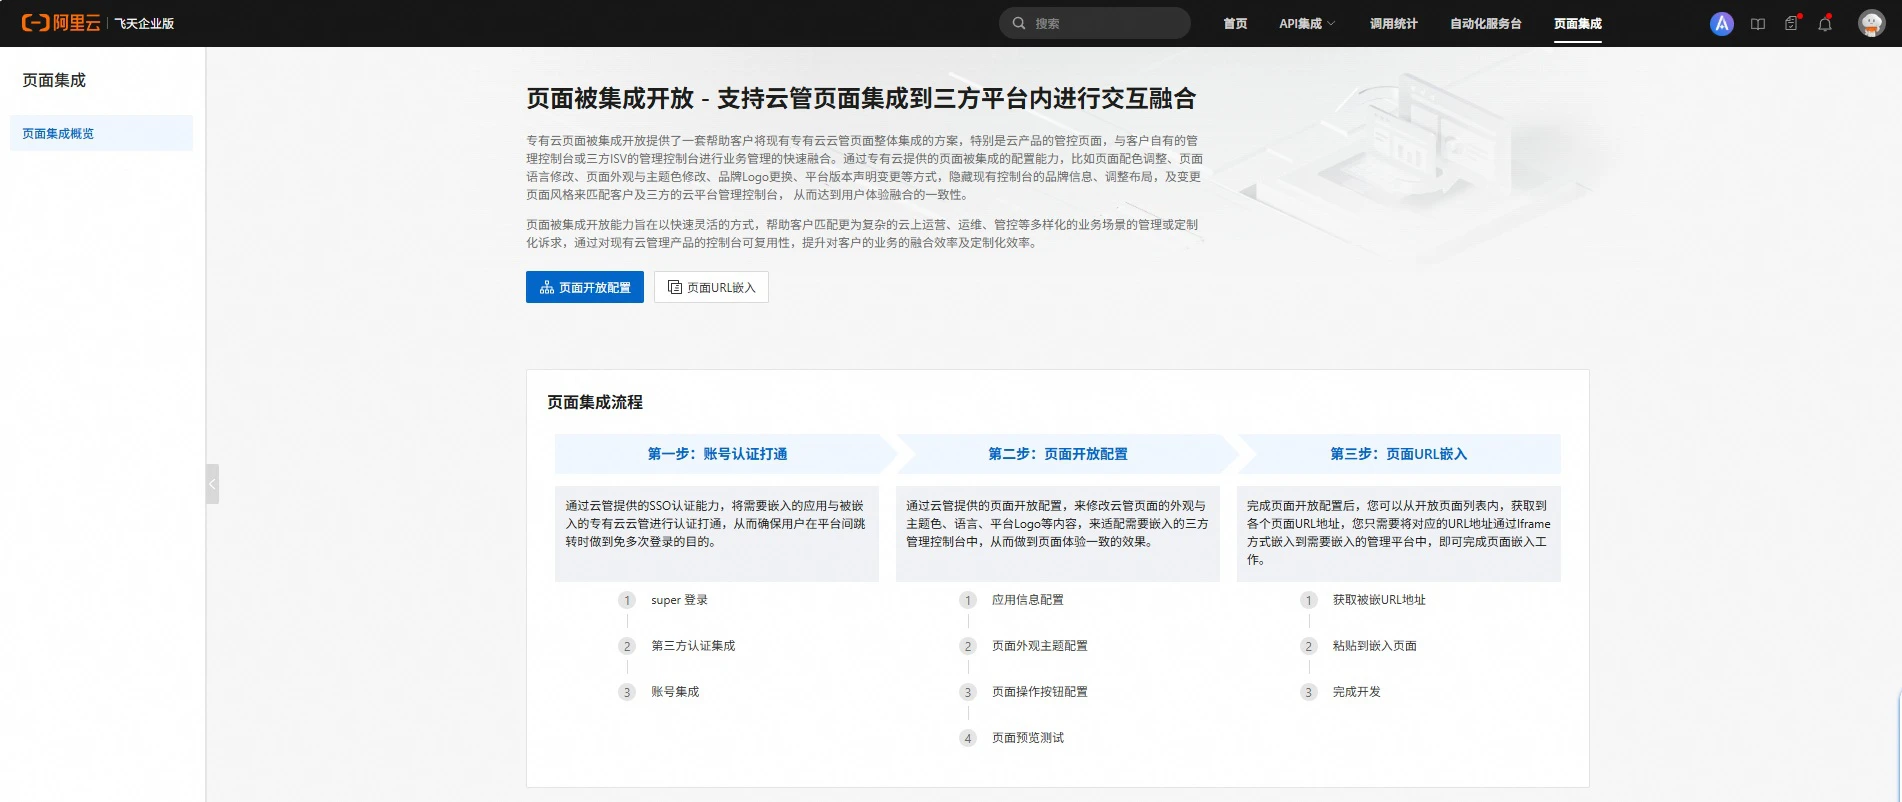 阿里云 飞天企业版
搜索
首页
API集成
调用统计
自动化服务台
页面集成
页面集成
页面集成概览
页面被集成开放 - 支持云管页面集成到三方平台内进行交互融合
专有云页面被集成开放提供了一套帮助客户将现有专有云云管页面整体集成的方案，特别是云产品的管控页面，与客户自有的管
理控制台或三方ISV的管理控制台进行业务管理的快速融合。通过专有云提供的页面被集成的配置能力，比如页面配色调整、页面
语言修改、页面外观与主题色修改、品牌Logo更换、平台版本声明变更等方式，隐藏现有控制台的品牌信息、调整布局，及变更
页面风格来匹配客户及三方的云平台管理控制台， 从而达到用户体验融合的一致性。
页面被集成开放能力旨在以快速灵活的方式，帮助客户匹配更为复杂的云上运营、运维、管控等多样化的业务场景的管理或定制
化诉求，通过对现有云管理产品的控制台可复用性，提升对客户的业务的融合效率及定制化效率。
页面开放配置
页面URL嵌入
页面集成流程
第一步：账号认证打通
通过云管提供的SSO认证能力，将需要嵌入的应用与被嵌
入的专有云云管进行认证打通，从而确保用户在平台间跳
转时做到免多次登录的目的。
1 super 登录
2 第三方认证集成
3 账号集成
第二步：页面开放配置
通过云管提供的页面开放配置，来修改云管页面的外观与
主题色、语言、平台Logo等内容，来适配需要嵌入的三方
管理控制台中，从而做到页面体验一致的效果。
1 应用信息配置
2 页面外观主题配置
3 页面操作按钮配置
4 页面预览测试
第三步：页面URL嵌入
完成页面开放配置后，您可以从开放页面列表内，获取到
各个页面URL地址，您只需要将对应的URL地址通过Iframe
方式嵌入到需要嵌入的管理平台中，即可完成页面嵌入工
作。
1 获取被嵌URL地址
2 粘贴到嵌入页面
3 完成开发